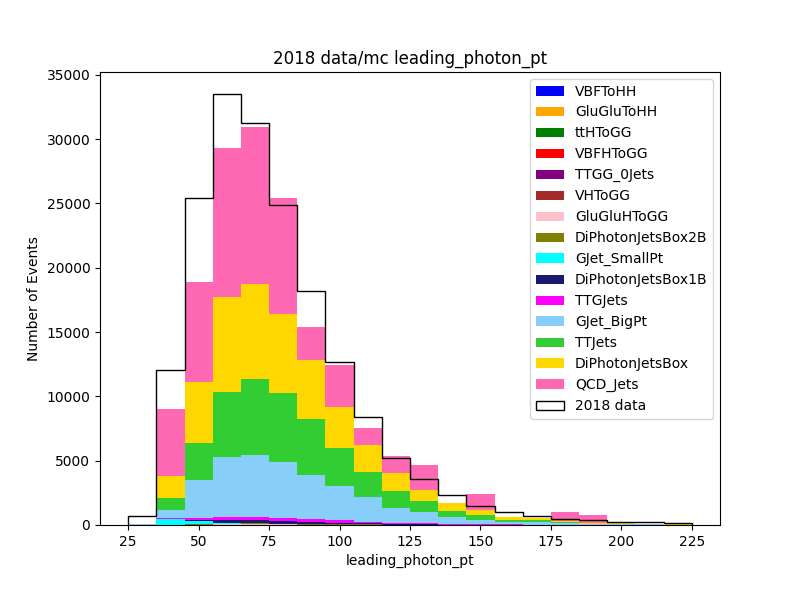 2018 data/mc leading_photon_pt
Number of Events
35000
30000
25000
20000
15000
10000
5000
0
25
50
75
100
125
150
175
200
225
leading_photon_pt
VBFToHH
GluGluToHH
ttHToGG
VBFHToGG
TTGG_0Jets
VHToGG
GluGluHToGG
DiPhotonJetsBox2B
GJet_SmallPt
DiPhotonJetsBox1B
TTGJets
GJet_BigPt
TTJets
DiPhotonJetsBox
QCD_Jets
2018 data